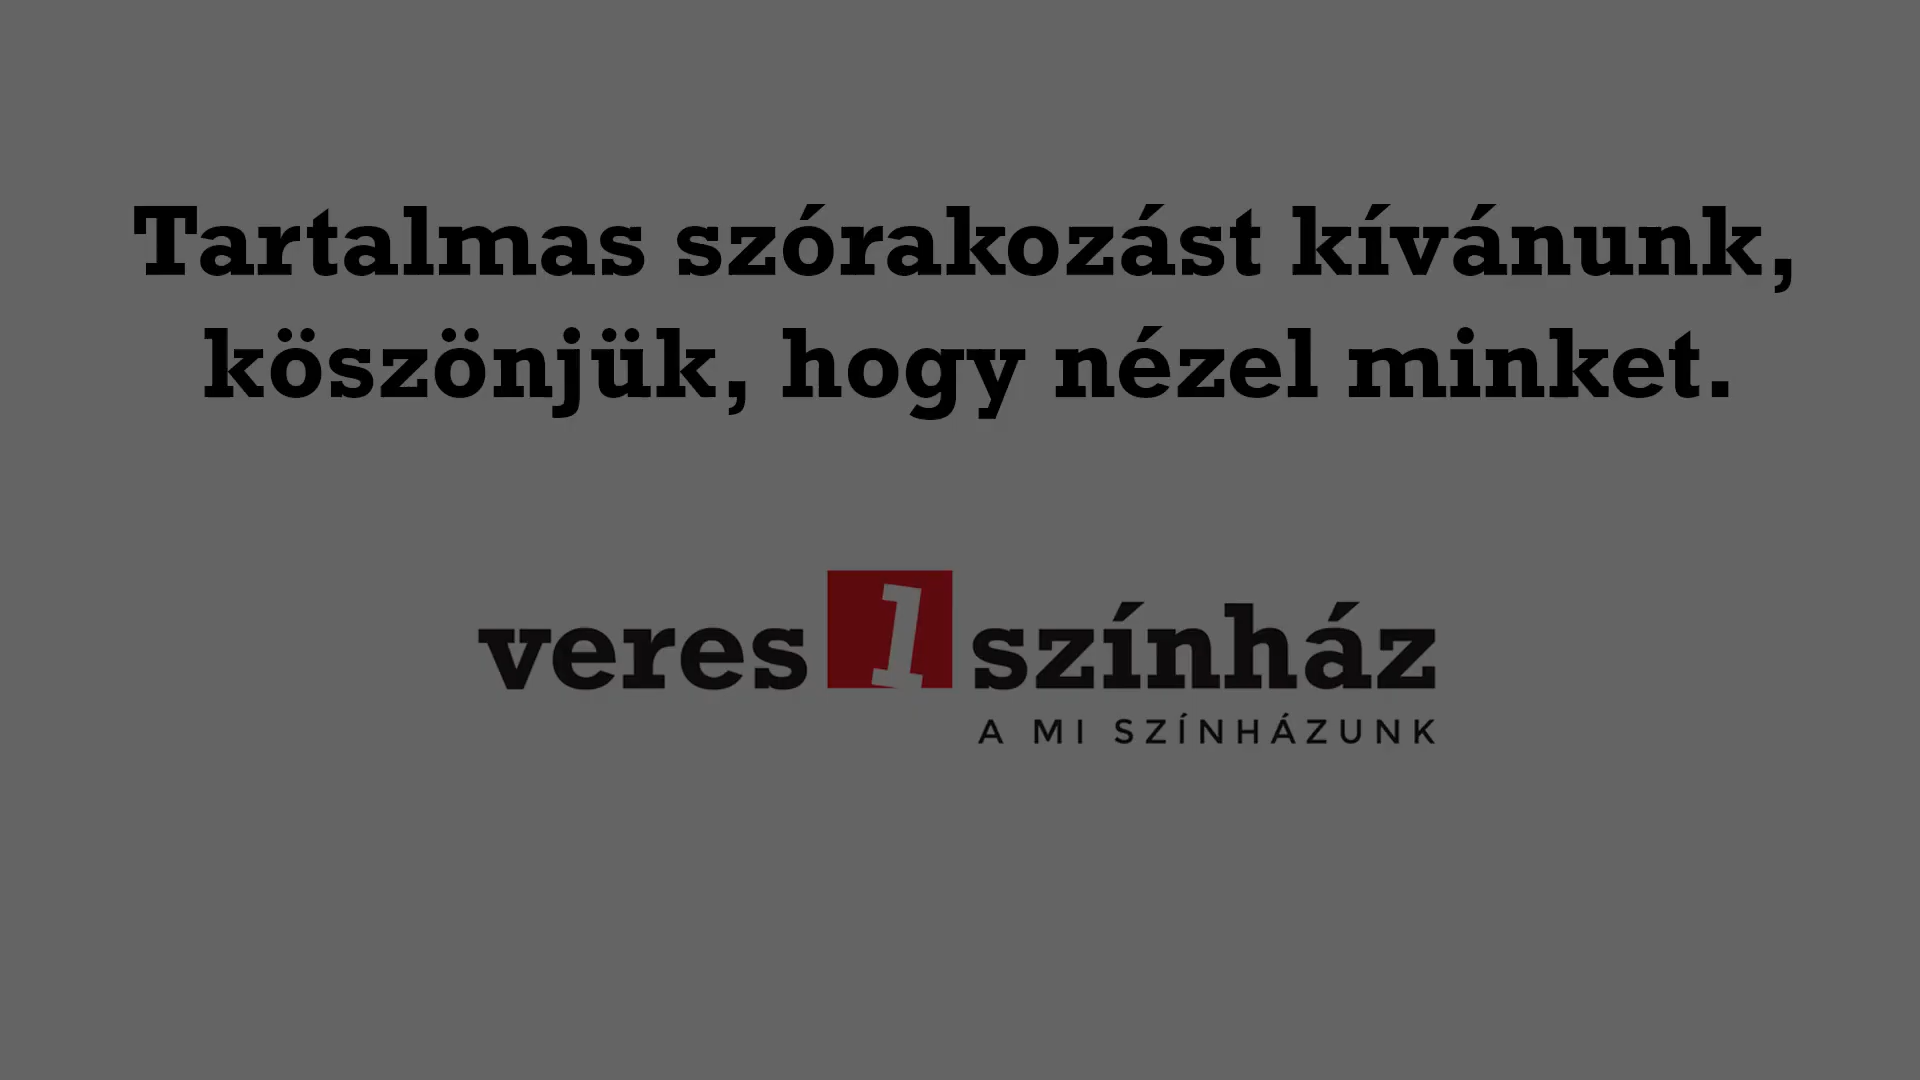 Tartalmas szórakozást kívánunk,
köszönjük, hogy nézel minket.
veres 1 színház
A MI SZÍNHÁZUNK